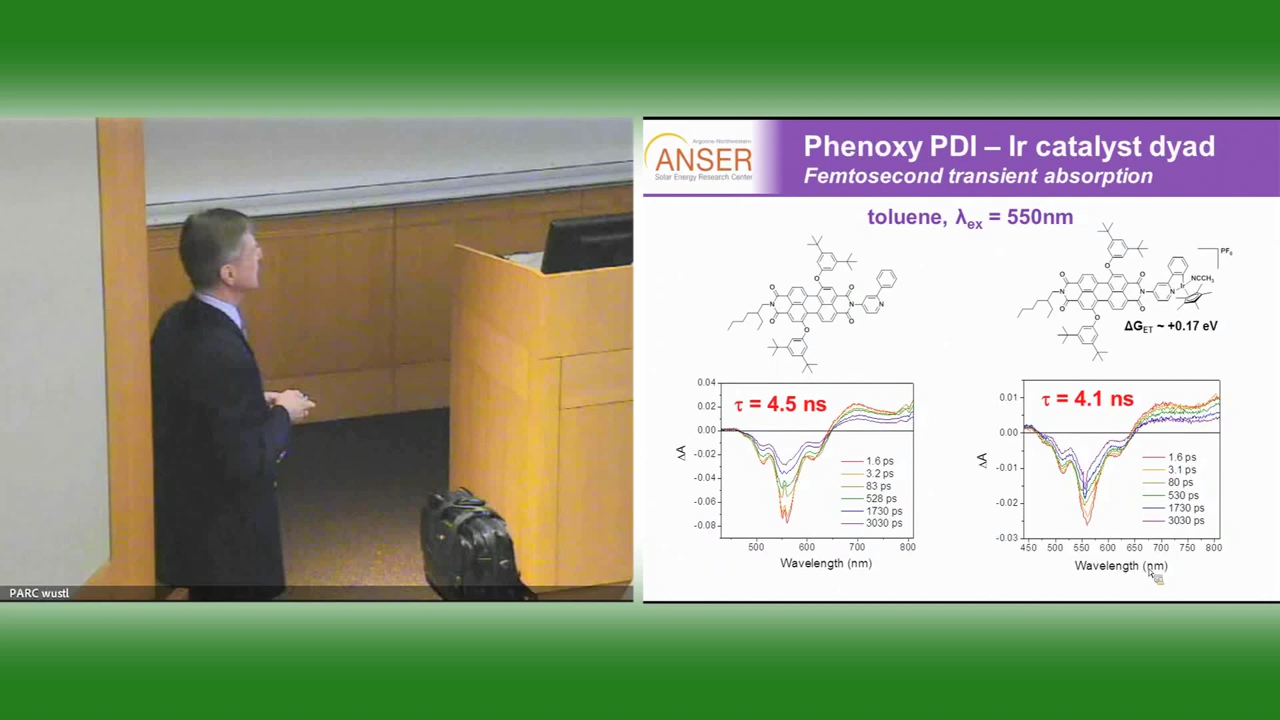 Argonne-Northwestern
ANSER
Solar Energy Research Center
Phenoxy PDI – Ir catalyst dyad
Femtosecond transient absorption
toluene, λex = 550nm
O
O
O
N
N
O
O
O
N
O
O
O
N
N
O
O
O
N
Ir
NCCH3
PF6
ΔGET ~ +0.17 eV
0.04
0.02
0.00
-0.02
-0.04
-0.06
-0.08
ΔA
τ = 4.5 ns
1.6 ps
3.2 ps
83 ps
528 ps
1730 ps
3030 ps
500
600
700
800
Wavelength (nm)
0.01
0.00
-0.01
-0.02
-0.03
ΔA
τ = 4.1 ns
1.6 ps
3.1 ps
80 ps
530 ps
1730 ps
3030 ps
450 500 550 600 650 700 750 800
Wavelength (nm)
PARC wustl